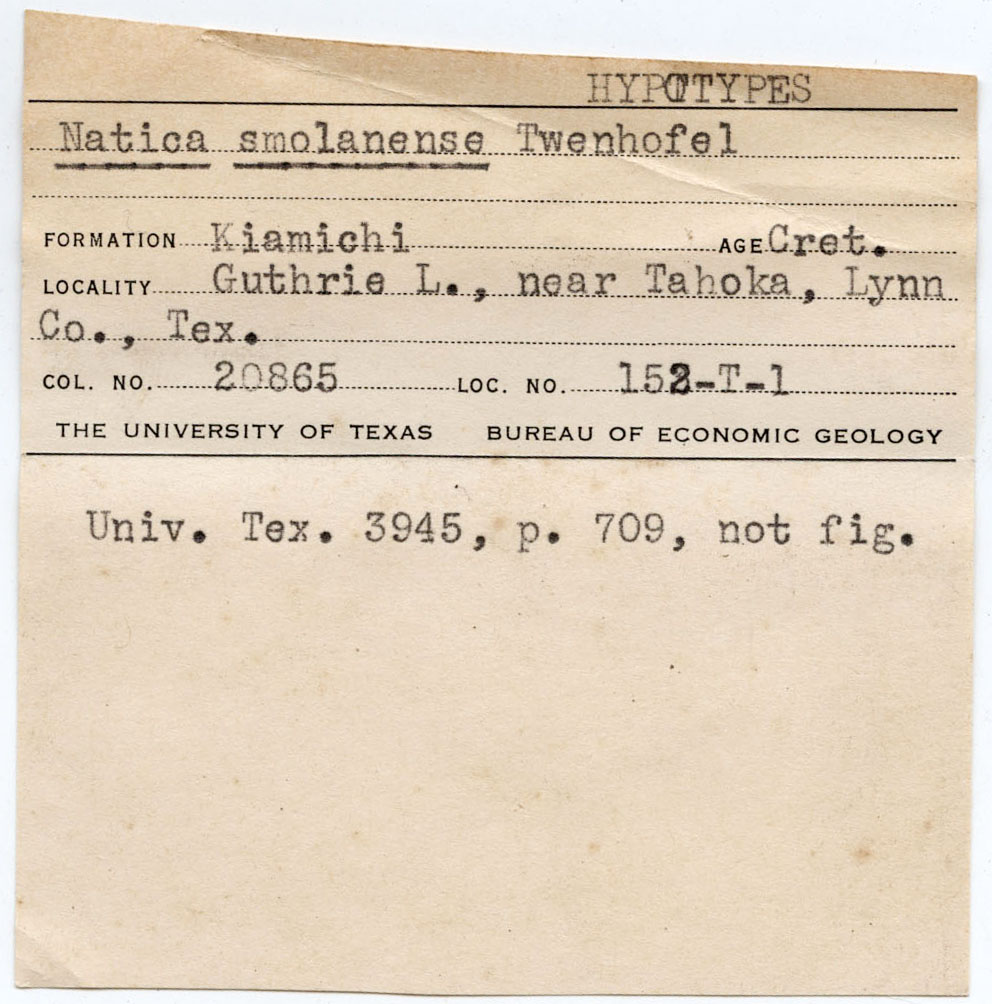 HYPOTYPES
Natica smolanense Twenhofel
FORMATION Kiamichi AGE Cret.
LOCALITY Guthrie L., near Tahoka, Lynn
Co., Tex.
COL. NO. 20865 LOC. NO. 152-T-1
THE UNIVERSITY OF TEXAS BUREAU OF ECONOMIC GEOLOGY
Univ. Tex. 3945, p. 709, not fig.